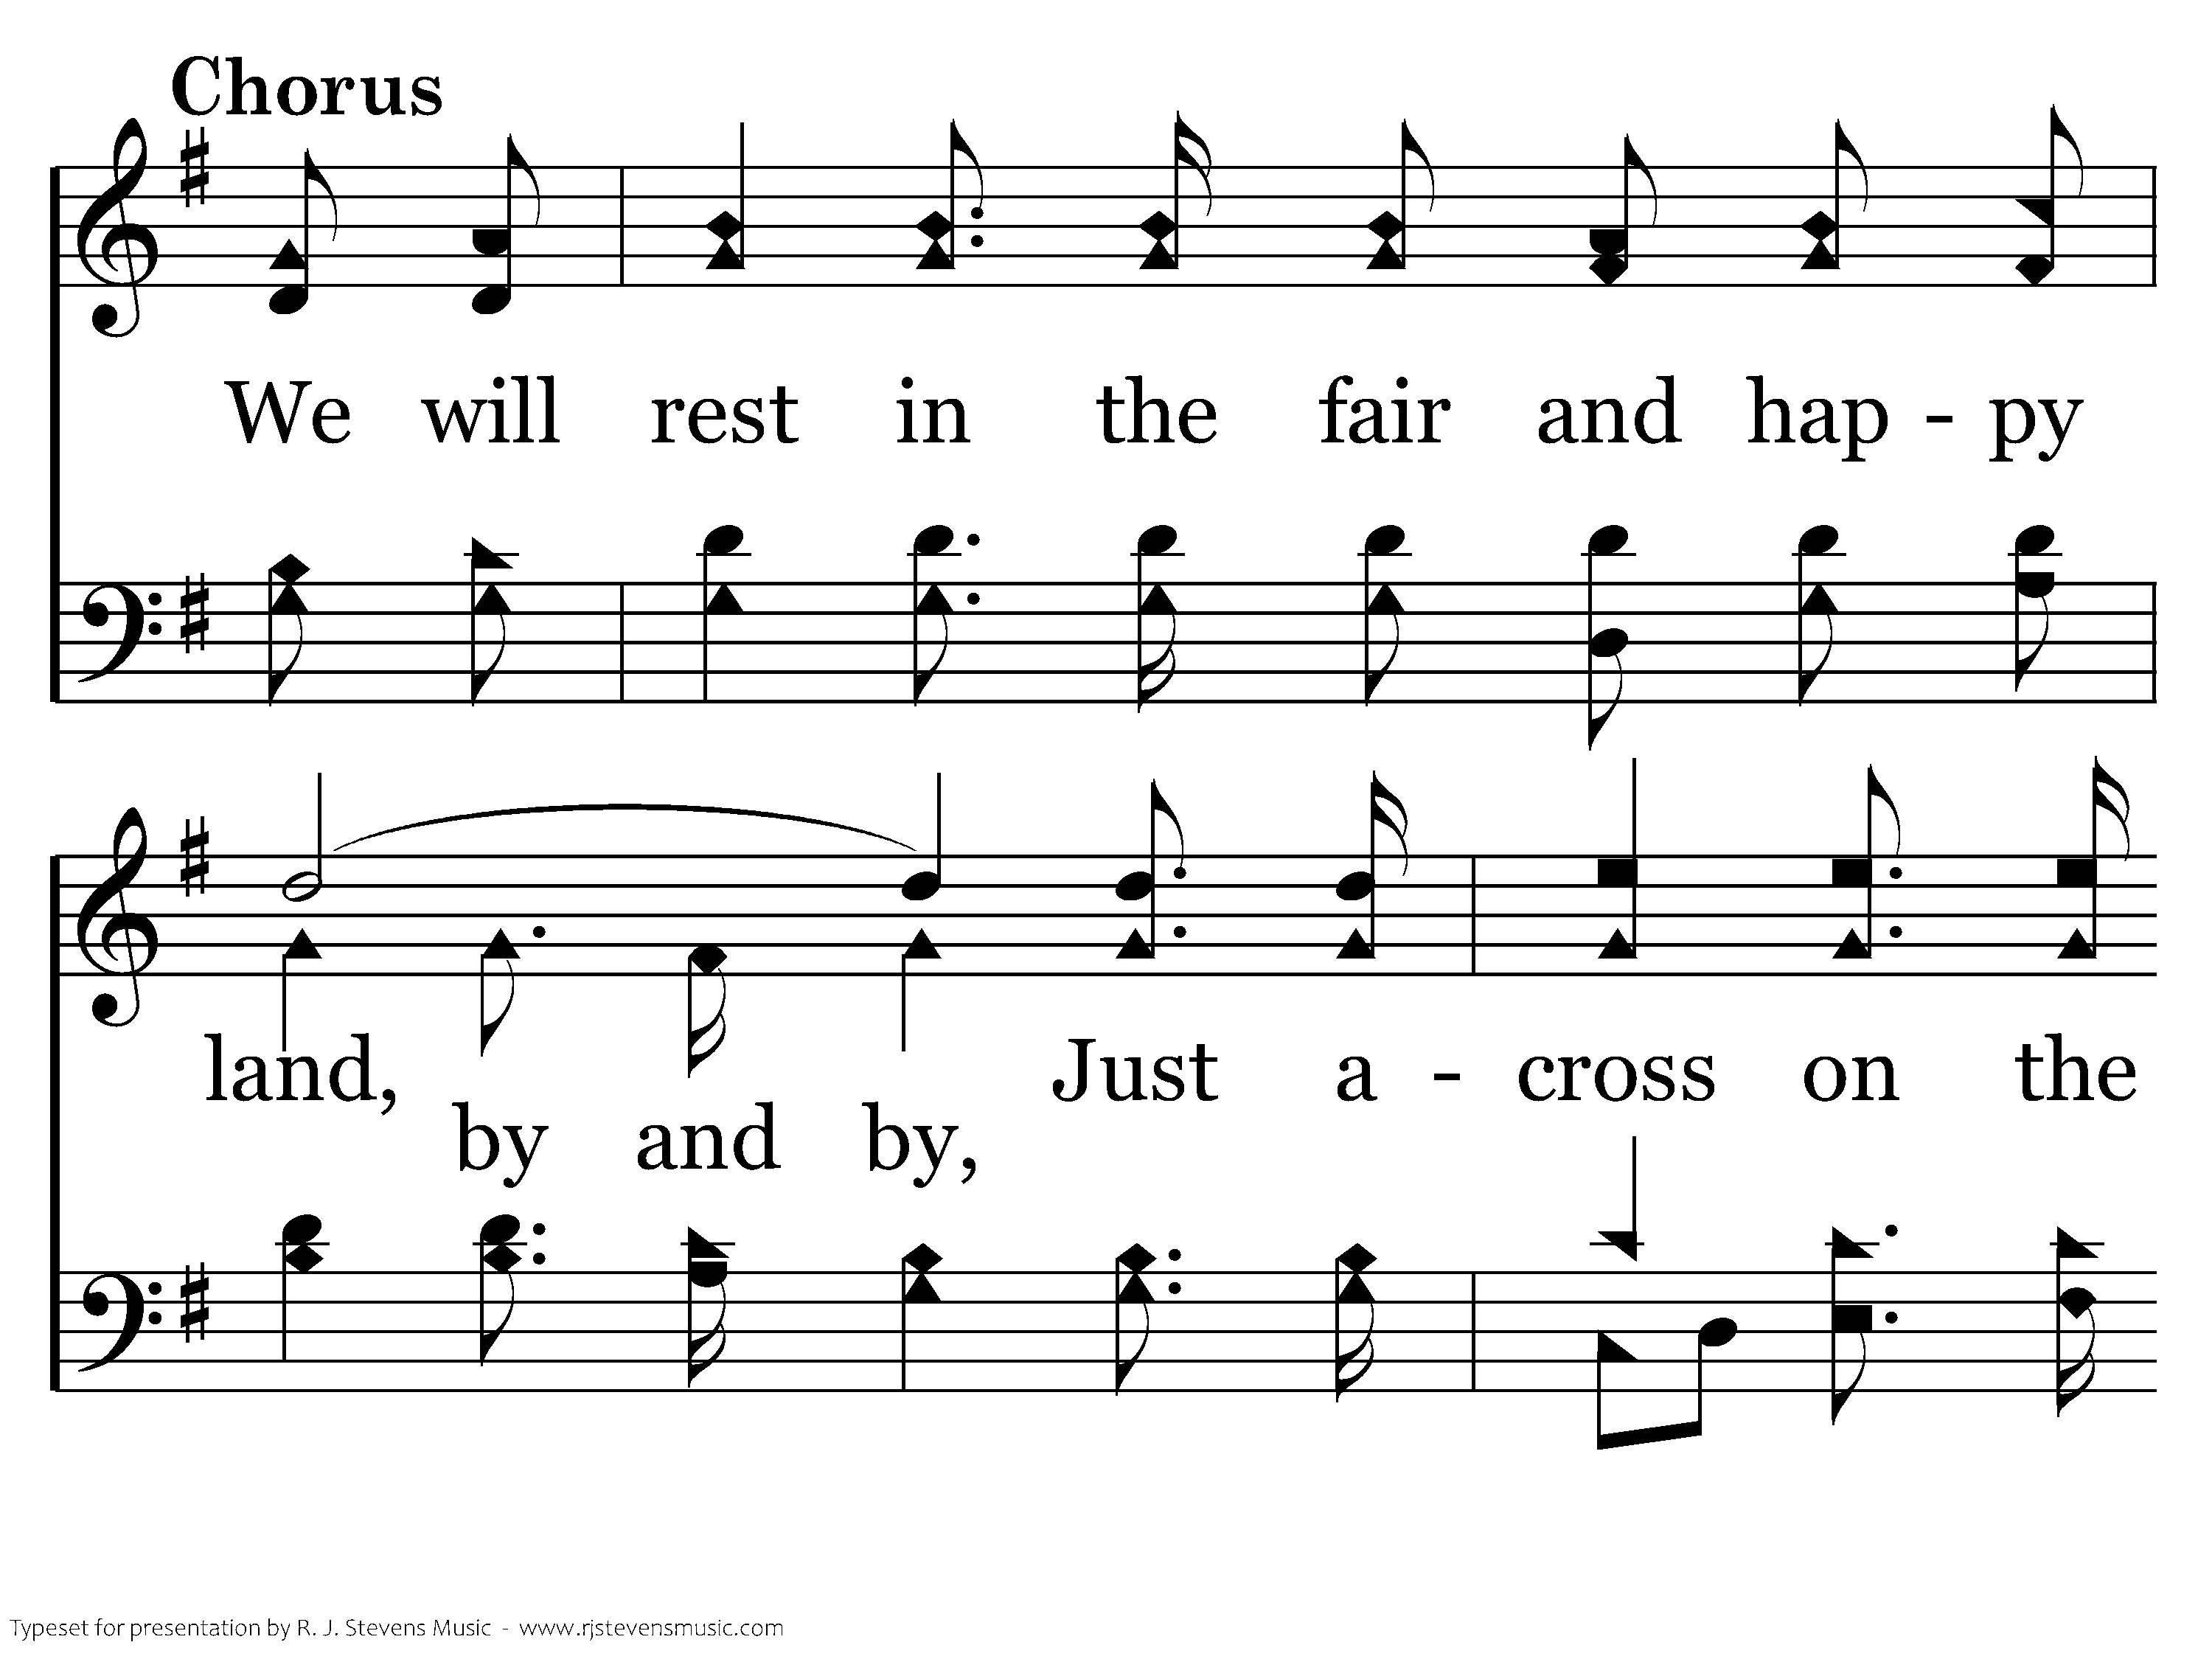 Chorus
We will rest in the fair and hap - py
land, Just a - cross on the
by and by,
Typeset for presentation by R. J. Stevens Music - www.rjstevensmusic.com